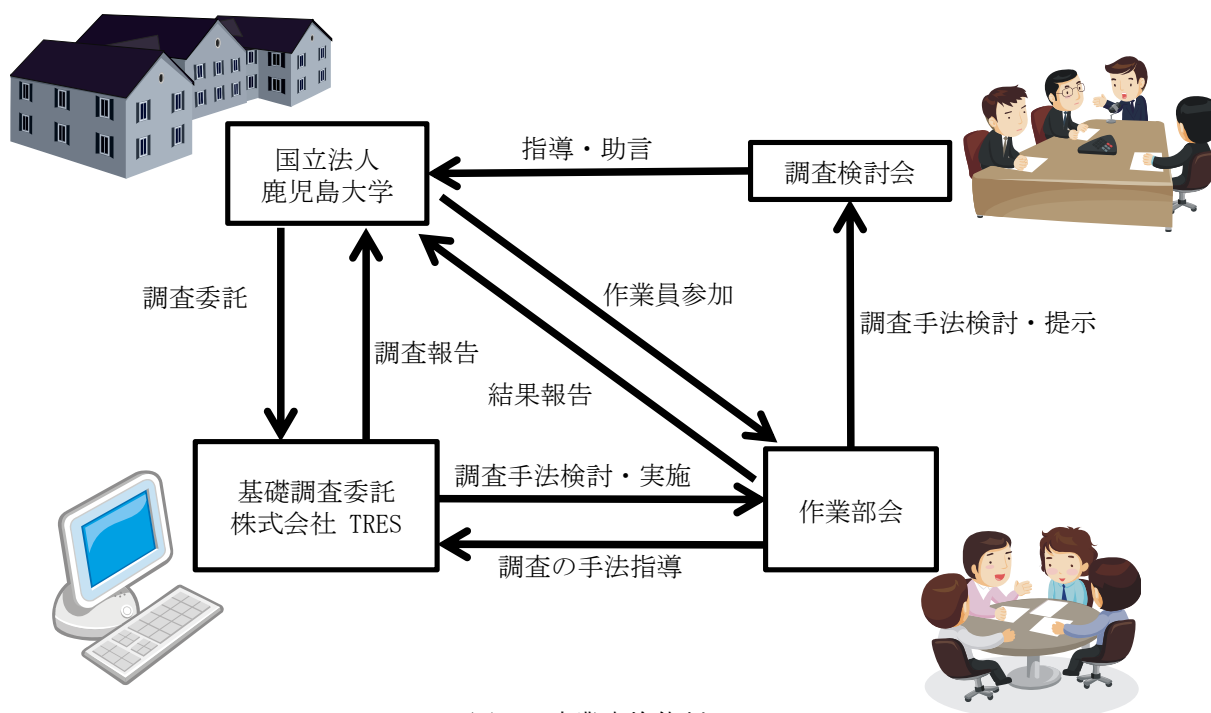 国立法人
鹿児島大学
指導・助言
調査検討会
調査委託
調査報告
作業員参加
結果報告
調査手法検討・提示
基礎調査委託
株式会社 TRES
調査手法検討・実施
調査の手法指導
作業部会